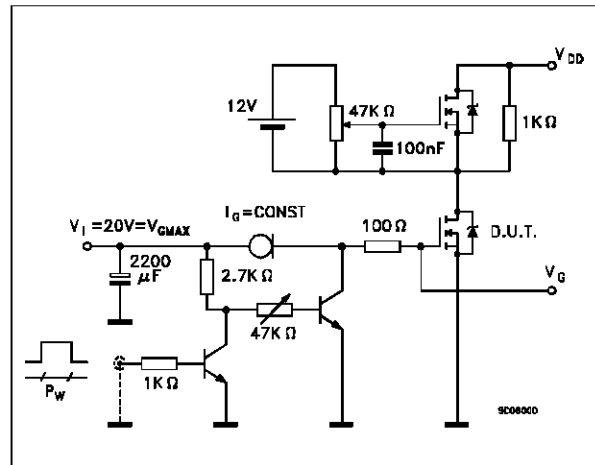 V_DD
12V
47K Ω
100nF
1K Ω
V_I =20V=V_GMAX
I_G=CONST
100Ω
D.U.T.
2200
μF
2.7K Ω
V_G
47K Ω
1K Ω
P_W
SC06000